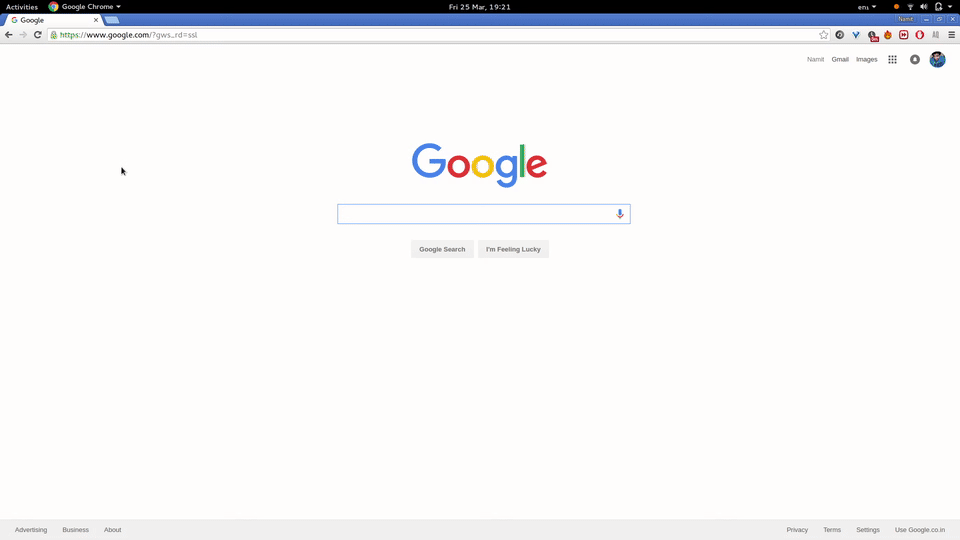 Activities Google Chrome Fri 25 Mar, 19:21 en₁
Google Namit
https://www.google.com/?gws_rd=ssl
Namit Gmail Images
Google
Google Search I'm Feeling Lucky
Advertising Business About Privacy Terms Settings Use Google.co.in